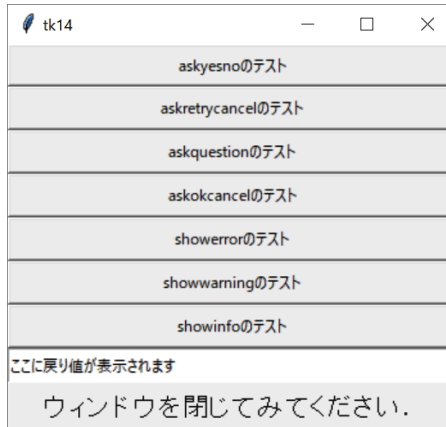 tk14
askyesnoのテスト
askretrycancelのテスト
askquestionのテスト
askokcancelのテスト
showerrorのテスト
showwarningのテスト
showinfoのテスト
ここに戻り値が表示されます
ウィンドウを閉じてみてください.